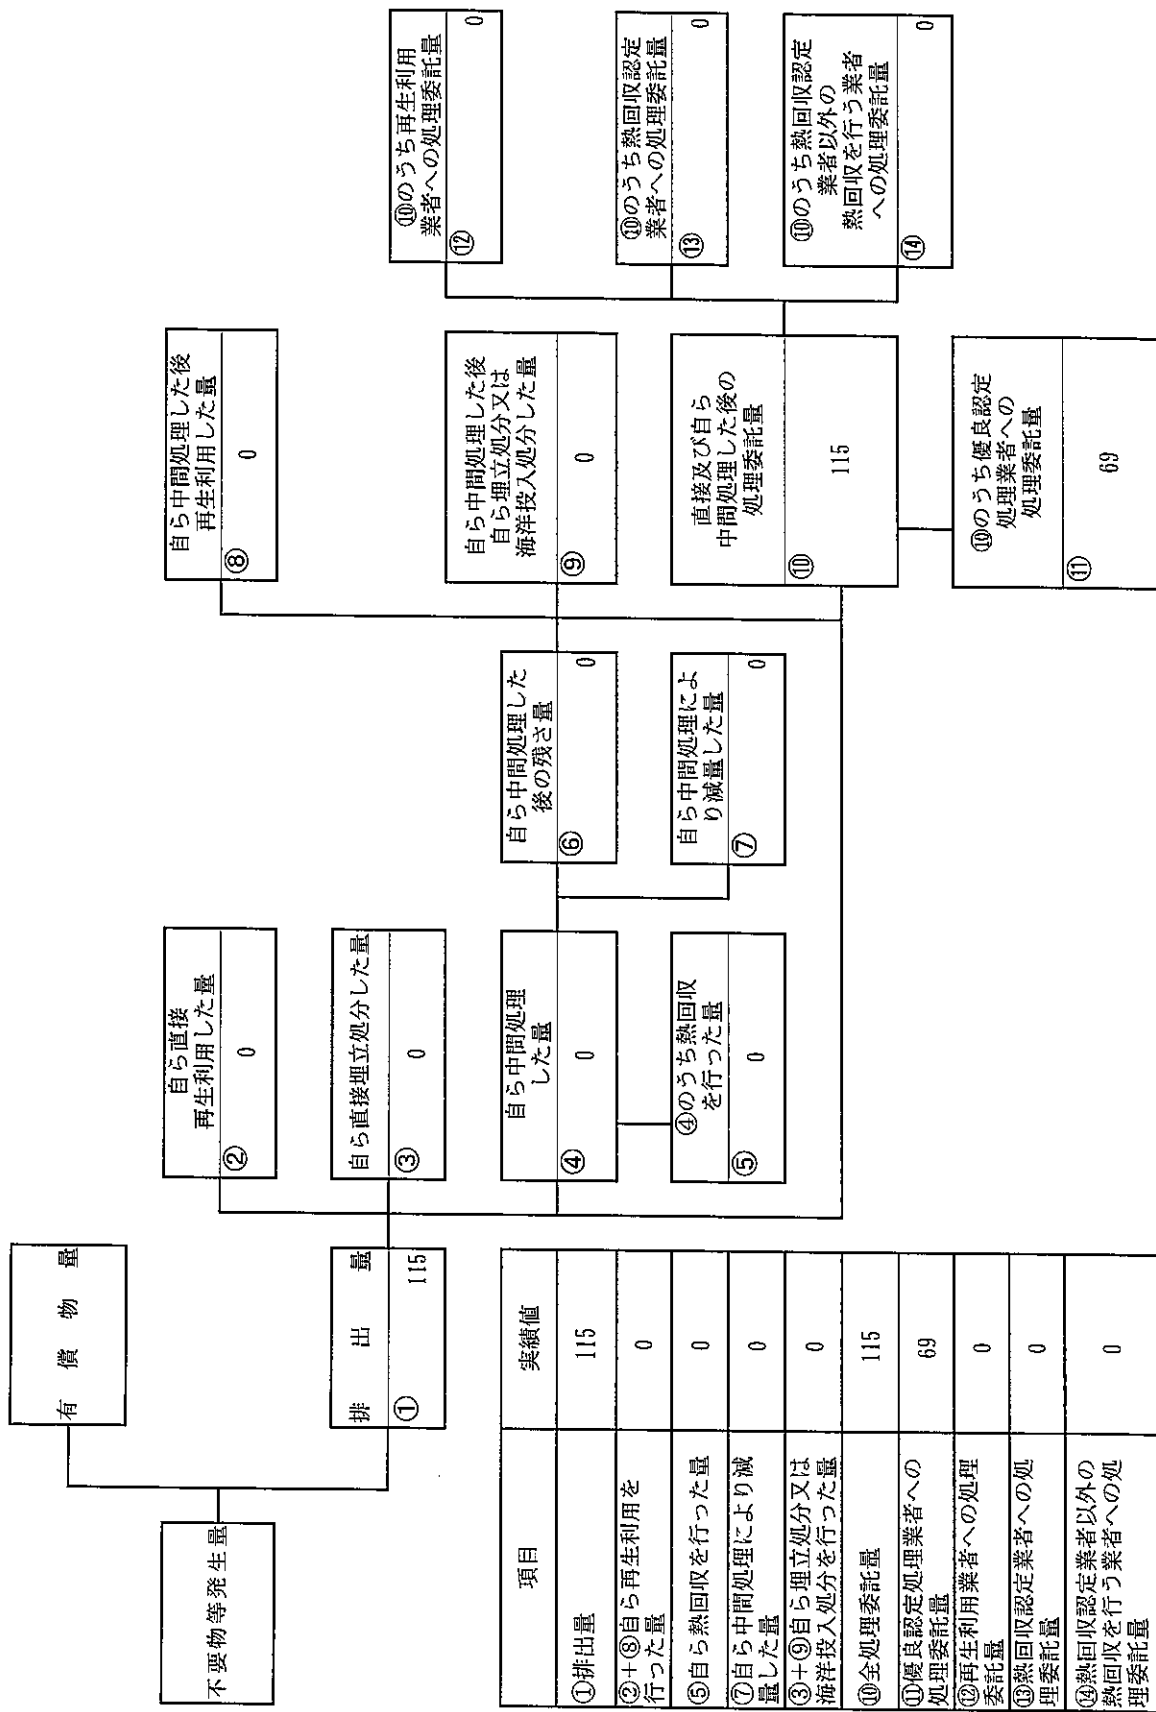 不要物等発生量
有償物量
排出量
① 115
自ら直接
再生利用した量
② 0
自ら直接埋立処分した量
③ 0
自ら中間処理
した量
④ 0
④のうち熱回収
を行った量
⑤ 0
自ら中間処理した
後の残さ量
⑥ 0
自ら中間処理によ
り減量した量
⑦ 0
自ら中間処理した後
再生利用した量
⑧ 0
自ら中間処理した後
自ら埋立処分又は
海洋投入処分した量
⑨ 0
直接及び自ら
中間処理した後の
処理委託量
⑩ 115
⑩のうち優良認定
処理業者への
処理委託量
⑪ 69
⑩のうち再生利用
業者への処理委託量
⑫ 0
⑩のうち熱回収認定
業者への処理委託量
⑬ 0
⑩のうち熱回収認定
業者以外の
熱回収を行う業者
への処理委託量
⑭ 0
項目 実績値
①排出量 115
②+⑧自ら再生利用を
行った量 0
⑤自ら熱回収を行った量 0
⑦自ら中間処理により減
量した量 0
③+⑨自ら埋立処分又は
海洋投入処分を行った量 0
⑩全処理委託量 115
⑪優良認定処理業者への
処理委託量 69
⑫再生利用業者への処理
委託量 0
⑬熱回収認定業者への処
理委託量 0
⑭熱回収認定業者以外の
熱回収を行う業者への処
理委託量 0